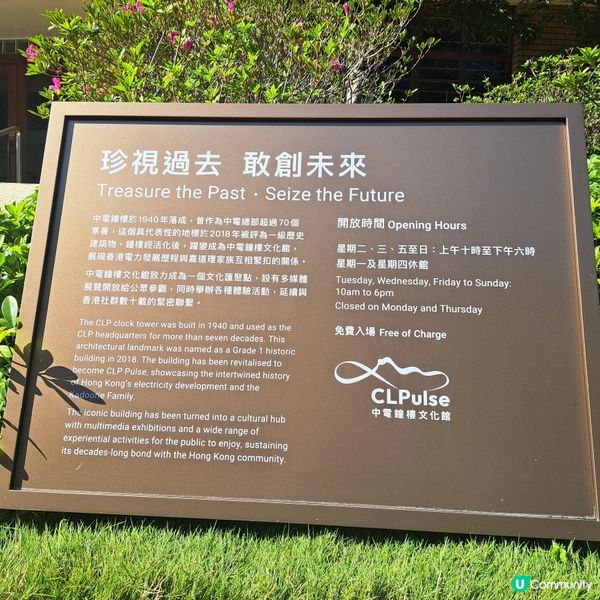 珍視過去 敢創未來
Treasure the Past · Seize the Future
中電鐘樓於1940年落成，曾作為中電總部超過70個
寒暑。這個具代表性的地標於2018年被評為一級歷史
建築物，鐘樓經活化後，躍變成為中電鐘樓文化館，
展現香港電力發展歷程與嘉道理家族互相緊扣的關係。
中電鐘樓文化館致力成為一個文化匯聚點，設有多媒體
展覽開放給公眾參觀，同時舉辦各種體驗活動，延續與
香港社群數十載的緊密聯繫。
The CLP clock tower was built in 1940 and used as the
CLP headquarters for more than seven decades. This
architectural landmark was named as a Grade 1 historic
building in 2018. The building has been revitalised to
become CLP Pulse, showcasing the intertwined history
of Hong Kong's electricity development and the
Kadoorie Family.
The iconic building has been turned into a cultural hub
with multimedia exhibitions and a wide range of
experiential activities for the public to enjoy, sustaining
its decades-long bond with the Hong Kong community.
開放時間 Opening Hours
星期二、三、五至日：上午十時至下午六時
星期一及星期四休館
Tuesday, Wednesday, Friday to Sunday:
10am to 6pm
Closed on Monday and Thursday
免費入場 Free of Charge
CLPulse
中電鐘樓文化館
U Community